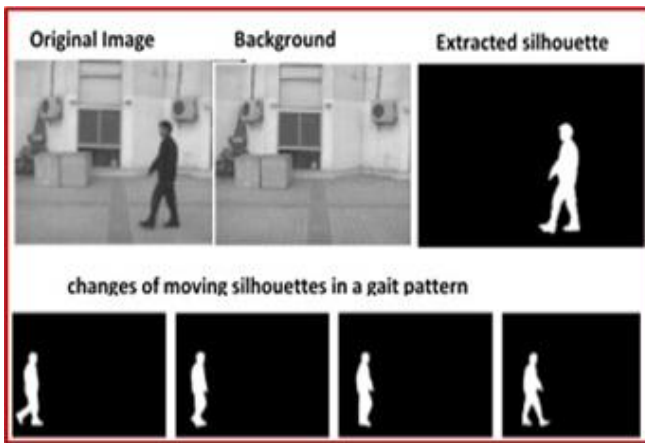 Original Image
Background
Extracted silhouette
changes of moving silhouettes in a gait pattern